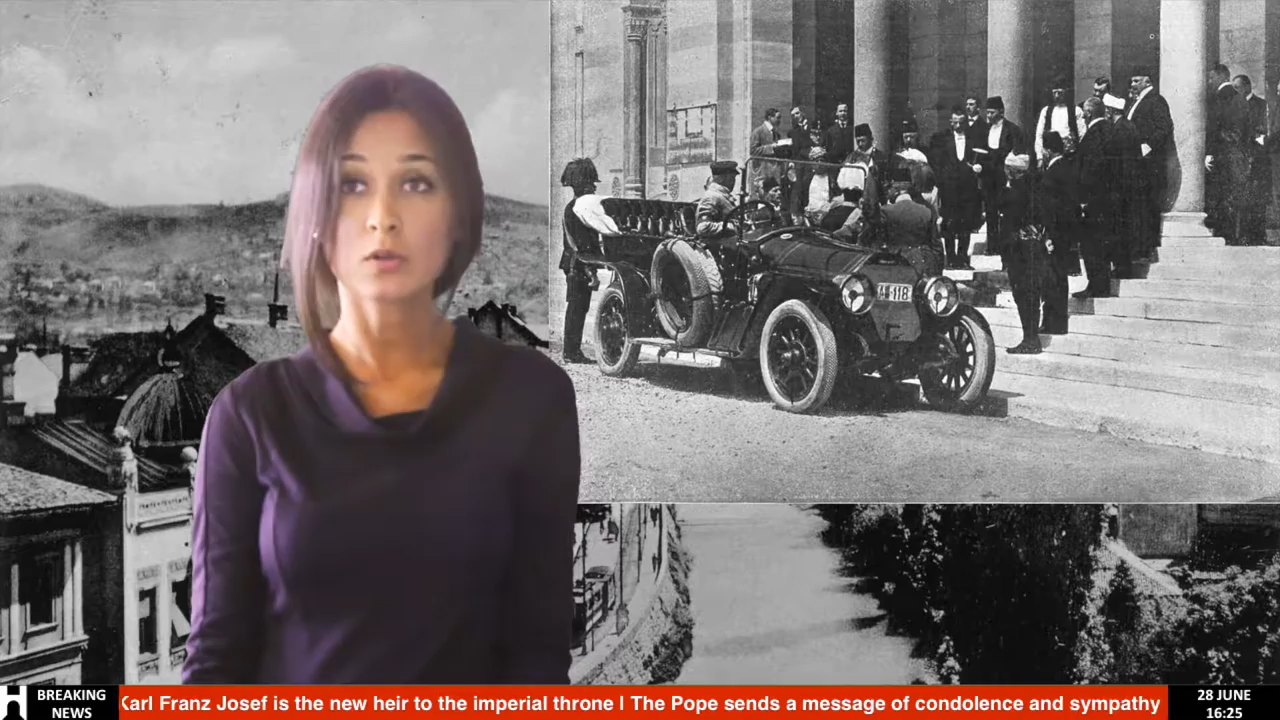 A III-118
BREAKING
NEWS
Karl Franz Josef is the new heir to the imperial throne | The Pope sends a message of condolence and sympathy
28 JUNE
16:25